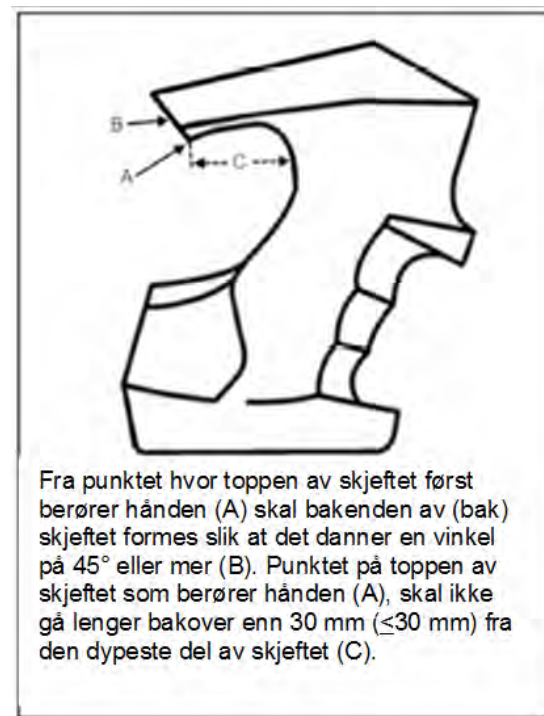 B
C
A
Fra punktet hvor toppen av skjeftet først
berører hånden (A) skal bakenden av (bak)
skjeftet formes slik at det danner en vinkel
på 45° eller mer (B). Punktet på toppen av
skjeftet som berører hånden (A), skal ikke
gå lenger bakover enn 30 mm (≤30 mm) fra
den dypeste del av skjeftet (C).